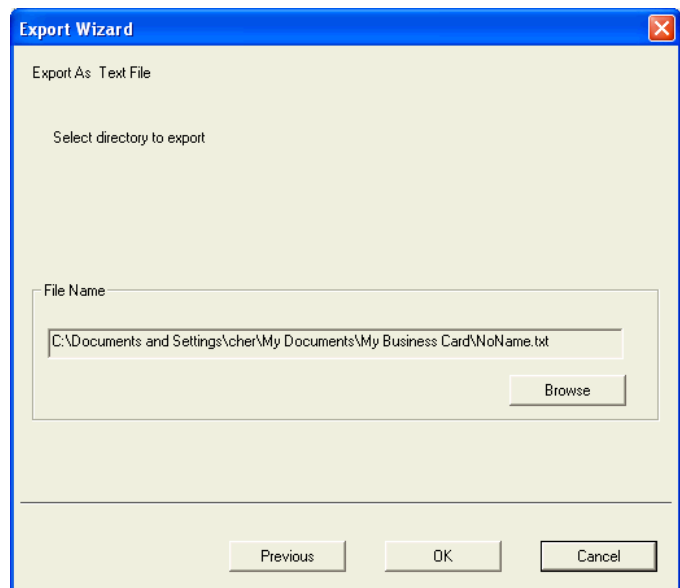 Export Wizard
Export As Text File
Select directory to export
File Name
C:\Documents and Settings\cher\My Documents\My Business Card\NoName.txt
Browse
Previous OK Cancel